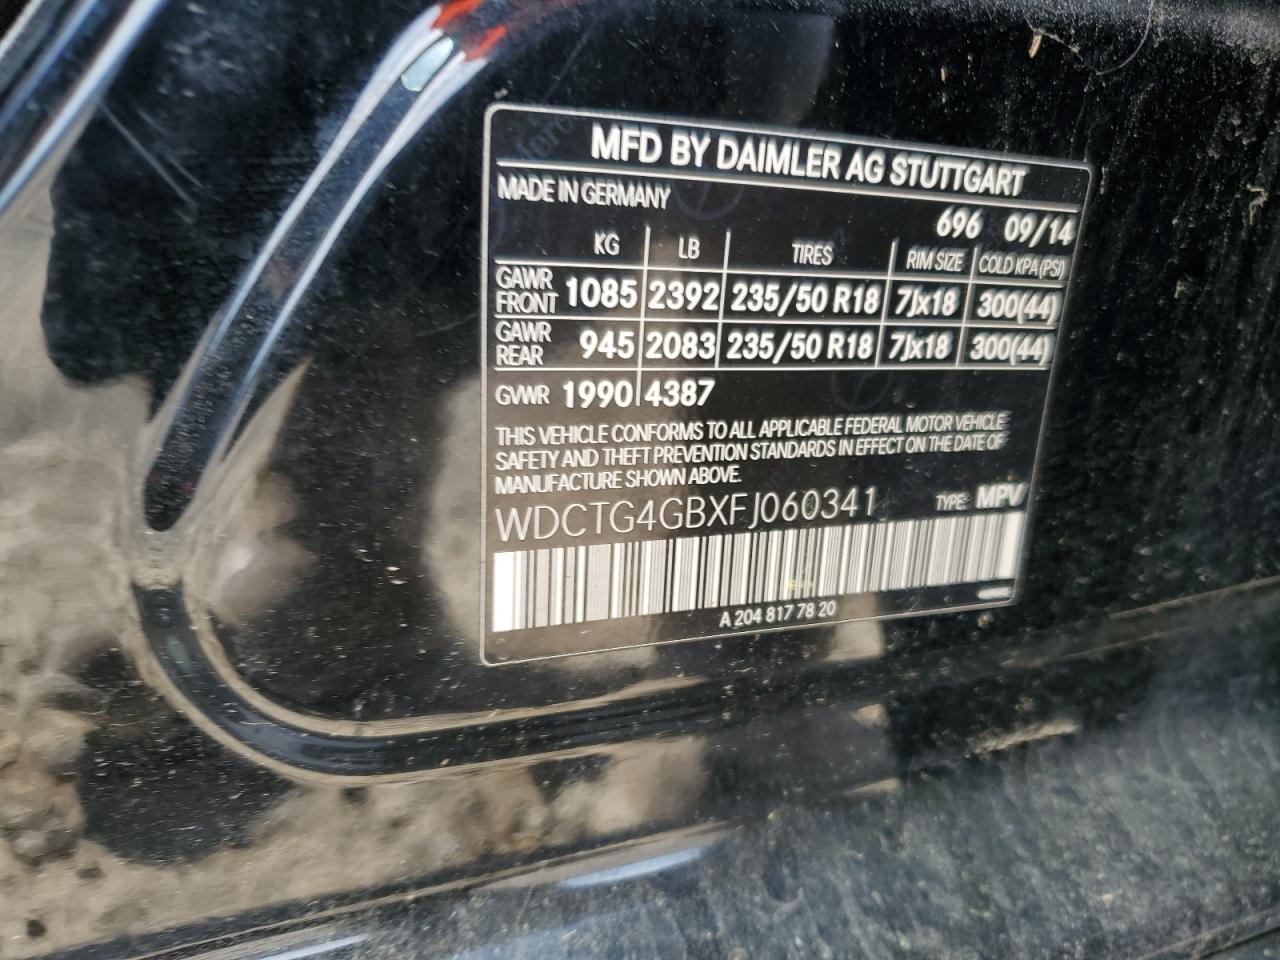 MFD BY DAIMLER AG STUTTGART
MADE IN GERMANY
696 09/14
KG LB TIRES RIM SIZE COLD KPA (PSI)
GAWR FRONT 1085 2392 235/50 R18 7Jx18 300(44)
GAWR REAR 945 2083 235/50 R18 7Jx18 300(44)
GVWR 1990 4387
THIS VEHICLE CONFORMS TO ALL APPLICABLE FEDERAL MOTOR VEHICLE
SAFETY AND THEFT PREVENTION STANDARDS IN EFFECT ON THE DATE OF
MANUFACTURE SHOWN ABOVE.
WDCTG4GBXFJ060341 TYPE: MPV
A 204 817 78 20